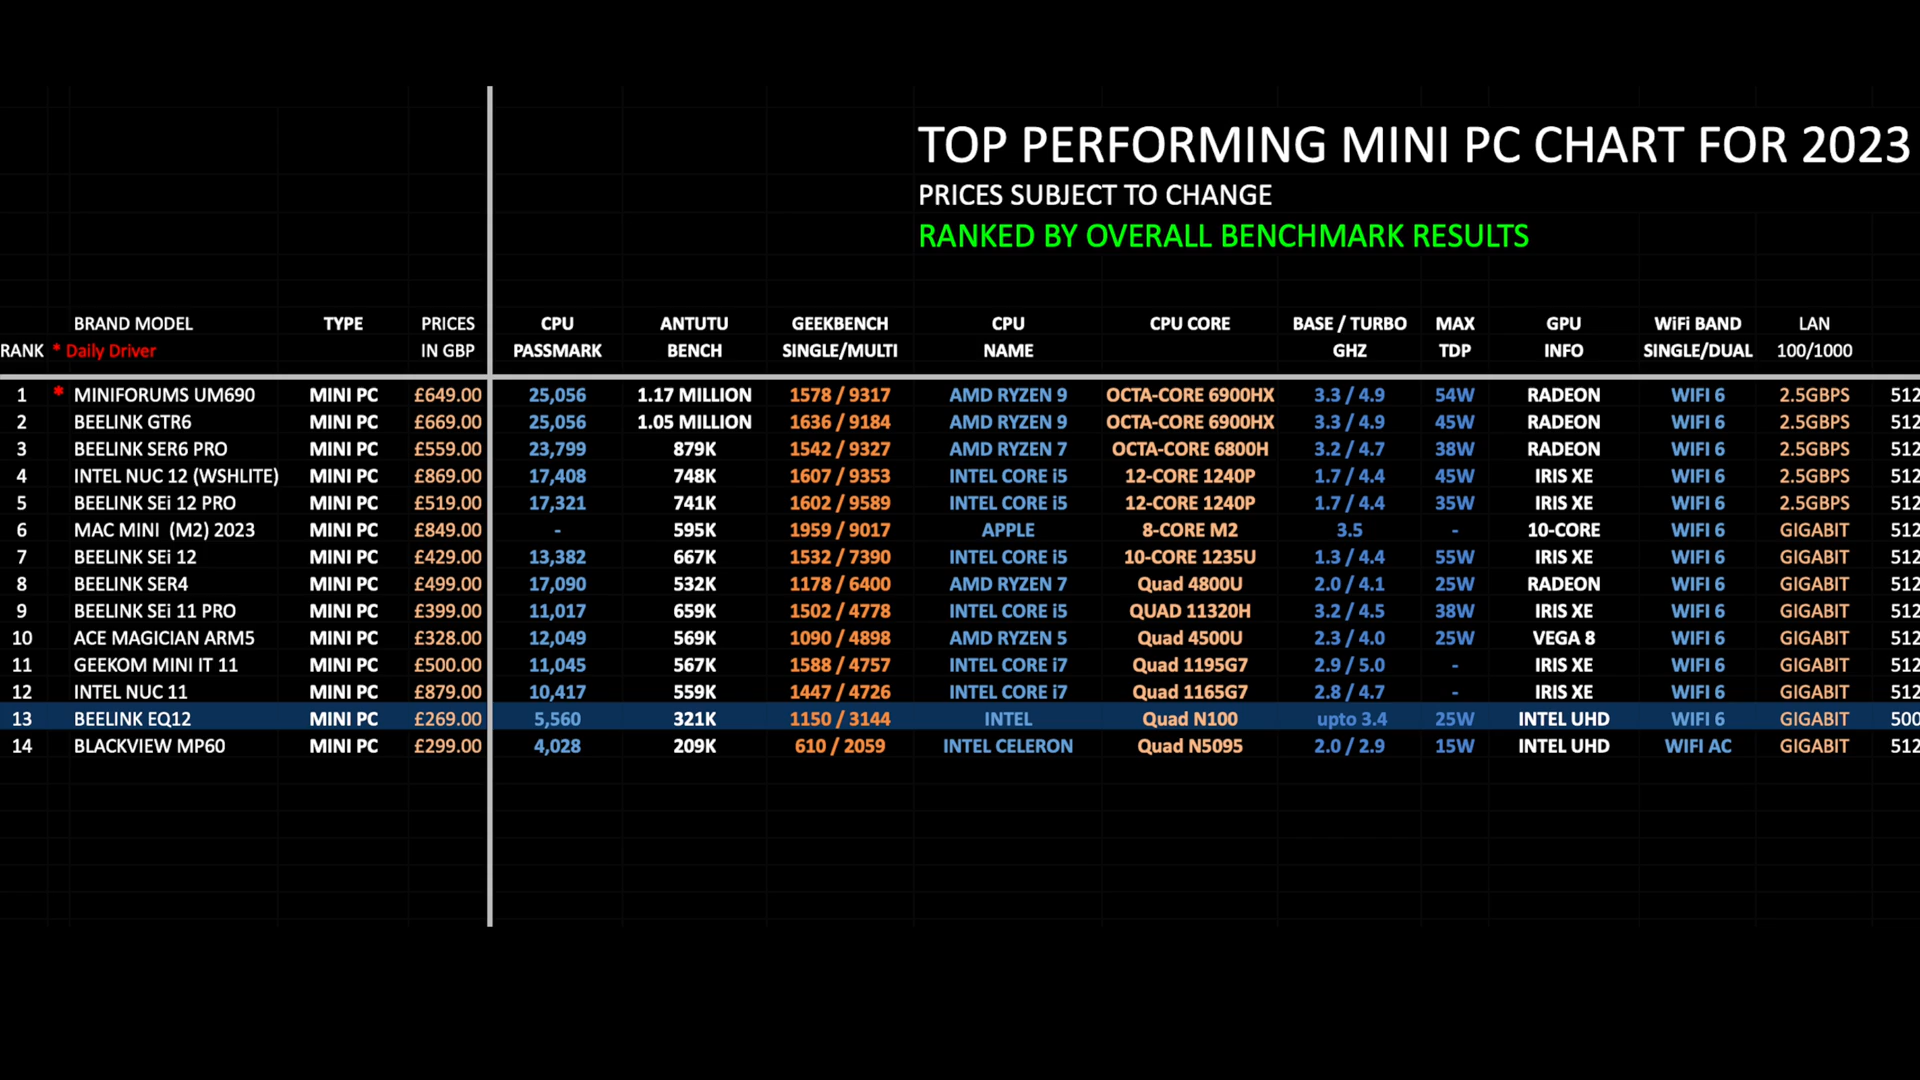 TOP PERFORMING MINI PC CHART FOR 2023
PRICES SUBJECT TO CHANGE
RANKED BY OVERALL BENCHMARK RESULTS
BRAND MODEL TYPE PRICES CPU ANTUTU GEEKBENCH CPU CPU CORE BASE / TURBO MAX GPU WiFi BAND LAN
RANK * Daily Driver IN GBP PASSMARK BENCH SINGLE/MULTI NAME GHZ TDP INFO SINGLE/DUAL 100/1000
1 * MINIFORUMS UM690 MINI PC £649.00 25,056 1.17 MILLION 1578 / 9317 AMD RYZEN 9 OCTA-CORE 6900HX 3.3 / 4.9 54W RADEON WIFI 6 2.5GBPS 512
2 BEELINK GTR6 MINI PC £669.00 25,056 1.05 MILLION 1636 / 9184 AMD RYZEN 9 OCTA-CORE 6900HX 3.3 / 4.9 45W RADEON WIFI 6 2.5GBPS 512
3 BEELINK SER6 PRO MINI PC £559.00 23,799 879K 1542 / 9327 AMD RYZEN 7 OCTA-CORE 6800H 3.2 / 4.7 38W RADEON WIFI 6 2.5GBPS 512
4 INTEL NUC 12 (WSHLITE) MINI PC £869.00 17,408 748K 1607 / 9353 INTEL CORE i5 12-CORE 1240P 1.7 / 4.4 45W IRIS XE WIFI 6 2.5GBPS 512
5 BEELINK SEi 12 PRO MINI PC £519.00 17,321 741K 1602 / 9589 INTEL CORE i5 12-CORE 1240P 1.7 / 4.4 35W IRIS XE WIFI 6 2.5GBPS 512
6 MAC MINI (M2) 2023 MINI PC £849.00 - 595K 1959 / 9017 APPLE 8-CORE M2 3.5 - 10-CORE WIFI 6 GIGABIT 512
7 BEELINK SEi 12 MINI PC £429.00 13,382 667K 1532 / 7390 INTEL CORE i5 10-CORE 1235U 1.3 / 4.4 55W IRIS XE WIFI 6 GIGABIT 512
8 BEELINK SER4 MINI PC £499.00 17,090 532K 1178 / 6400 AMD RYZEN 7 Quad 4800U 2.0 / 4.1 25W RADEON WIFI 6 GIGABIT 512
9 BEELINK SEi 11 PRO MINI PC £399.00 11,017 659K 1502 / 4778 INTEL CORE i5 QUAD 11320H 3.2 / 4.5 38W IRIS XE WIFI 6 GIGABIT 512
10 ACE MAGICIAN ARM5 MINI PC £328.00 12,049 569K 1090 / 4898 AMD RYZEN 5 Quad 4500U 2.3 / 4.0 25W VEGA 8 WIFI 6 GIGABIT 512
11 GEEKOM MINI IT 11 MINI PC £500.00 11,045 567K 1588 / 4757 INTEL CORE i7 Quad 1195G7 2.9 / 5.0 - IRIS XE WIFI 6 GIGABIT 512
12 INTEL NUC 11 MINI PC £879.00 10,417 559K 1447 / 4726 INTEL CORE i7 Quad 1165G7 2.8 / 4.7 - IRIS XE WIFI 6 GIGABIT 512
13 BEELINK EQ12 MINI PC £269.00 5,560 321K 1150 / 3144 INTEL Quad N100 upto 3.4 25W INTEL UHD WIFI 6 GIGABIT 500
14 BLACKVIEW MP60 MINI PC £299.00 4,028 209K 610 / 2059 INTEL CELERON Quad N5095 2.0 / 2.9 15W INTEL UHD WIFI AC GIGABIT 512